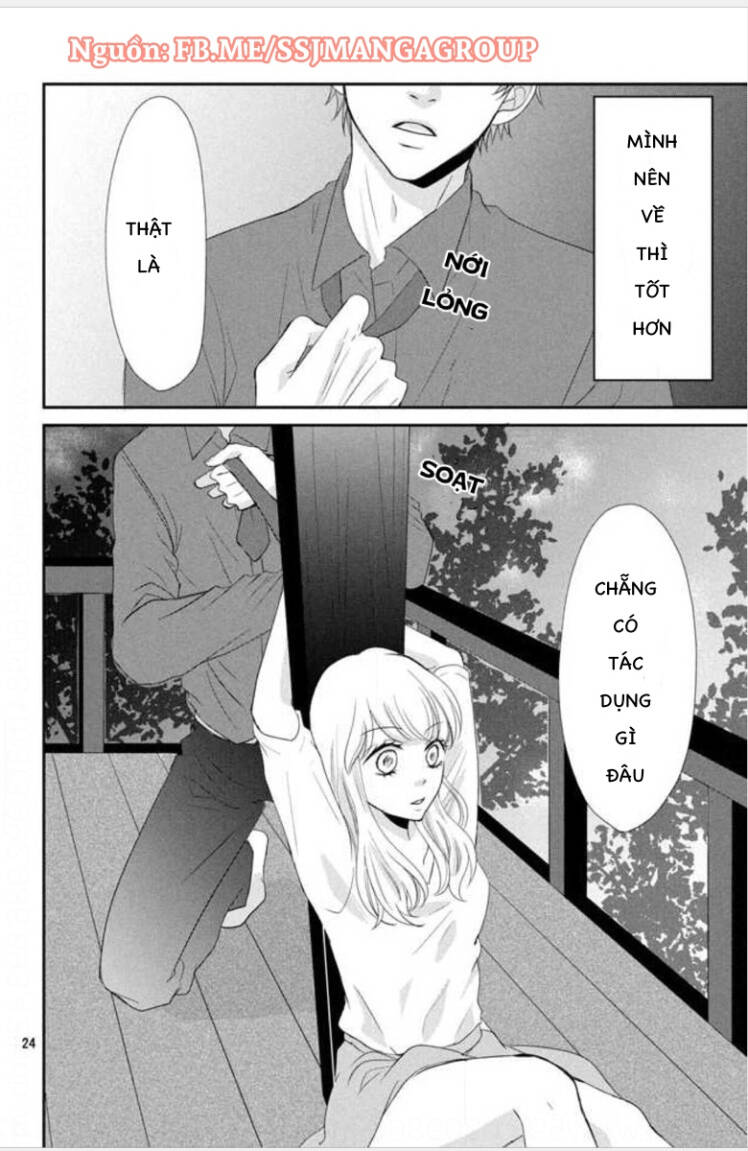 Nguồn: FB.ME/SSJMANGAGROUP
MÌNH
NÊN
VỀ
THÌ
TỐT
HƠN
NỚI
LỎNG
THẬT
LÀ
SOẠT
CHẲNG
CÓ
TÁC
DỤNG
GÌ
ĐÂU
24